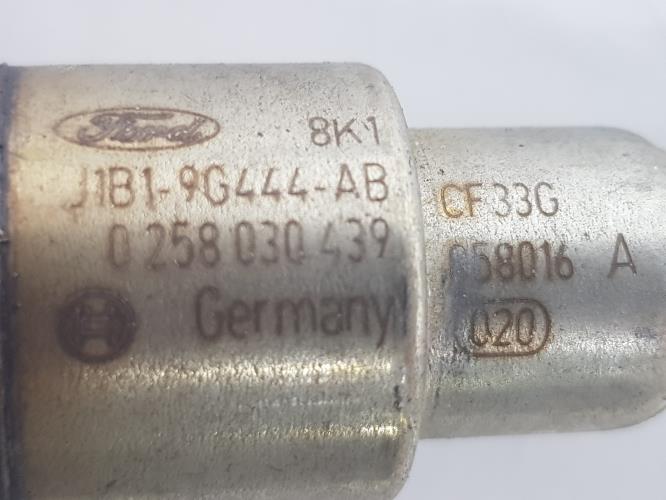 Ford 8K1
J1B1-9G444-AB
0 258 030 439
Germany
CF33G
58016 A
020